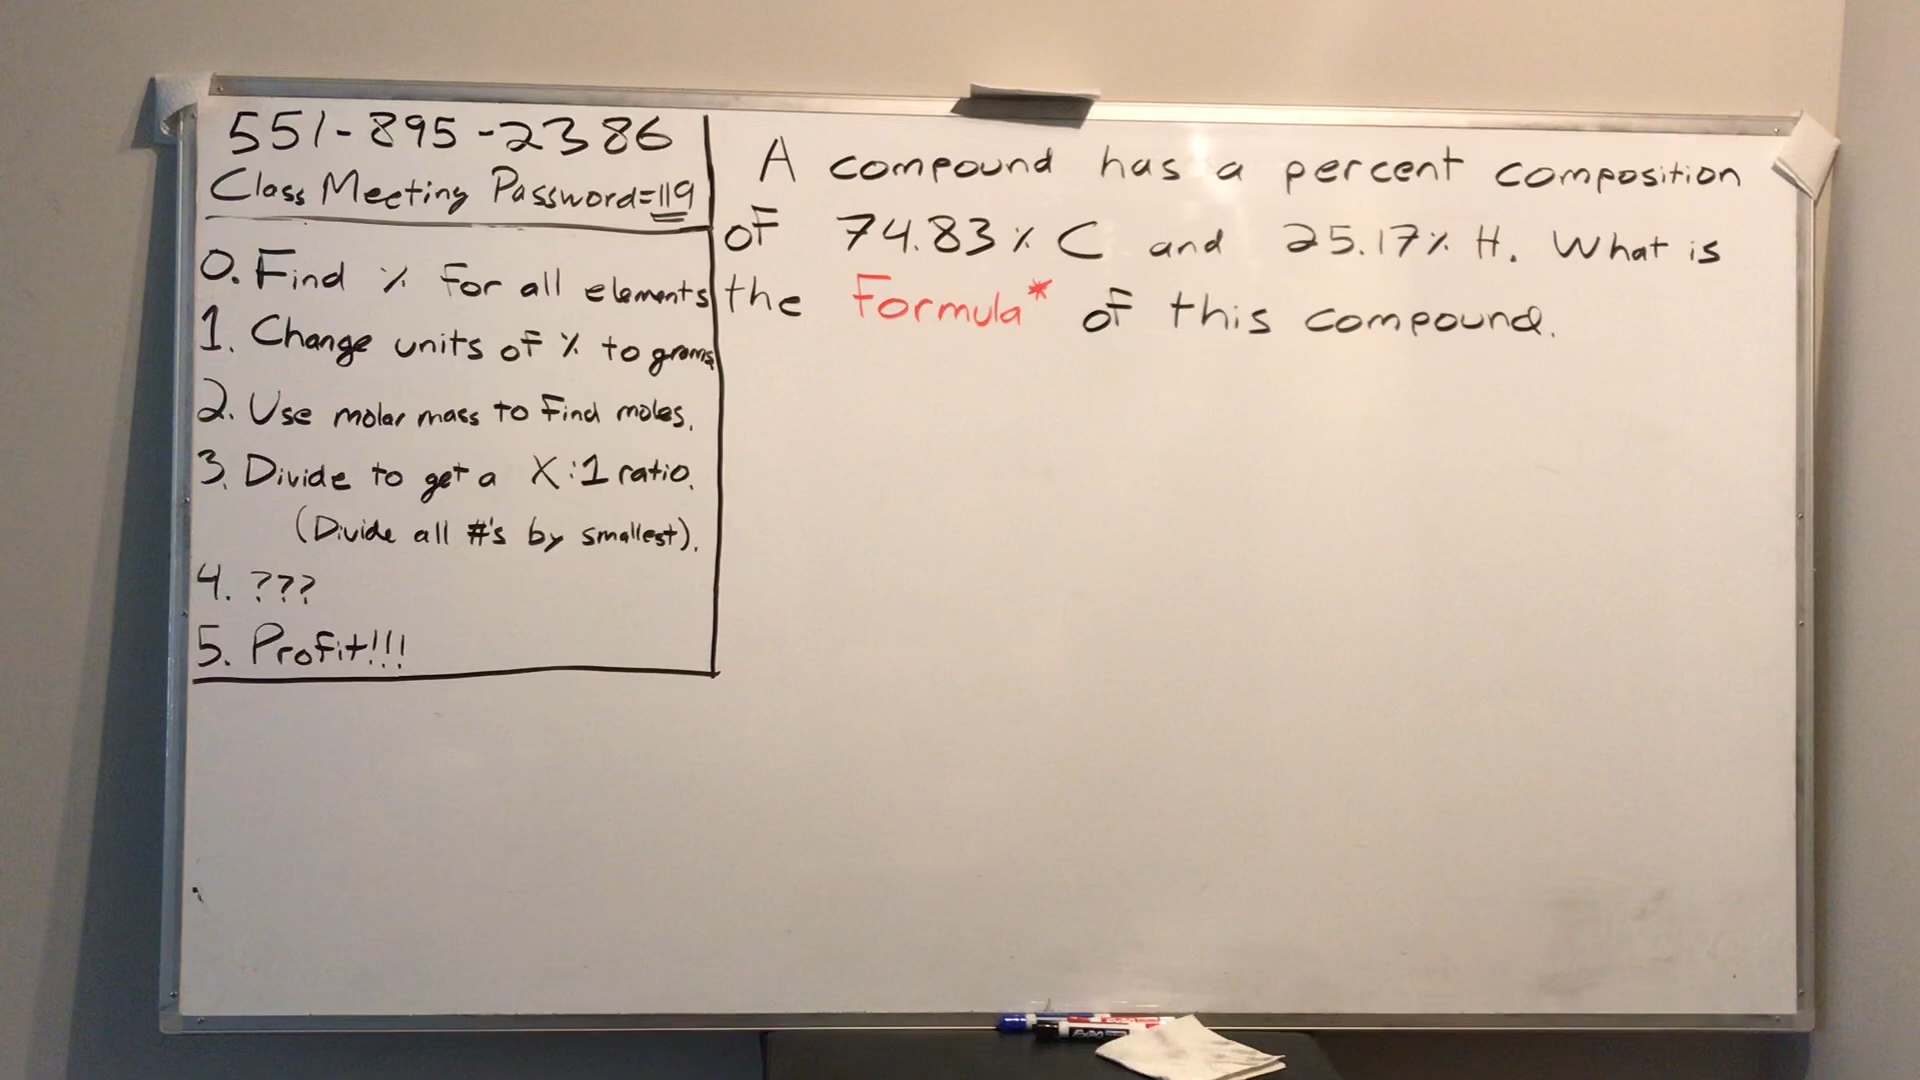 551-895-2386
Class Meeting Password=119
0. Find % for all elements
1. Change units of % to grams
2. Use molar mass to find moles.
3. Divide to get a X:1 ratio.
(Divide all #'s by smallest).
4. ???
5. Profit!!!
A compound has a percent composition
of 74.83% C and 25.17% H. What is
the Formula* of this compound.
EXPO